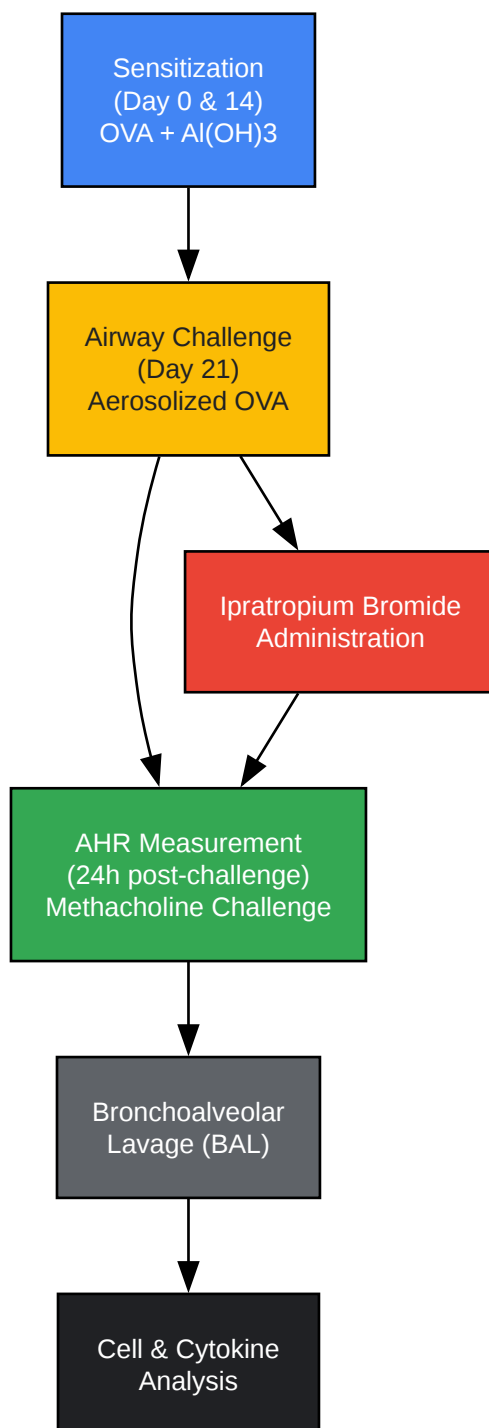 Sensitization
(Day 0 & 14)
OVA + Al(OH)3
Airway Challenge
(Day 21)
Aerosolized OVA
Ipratropium Bromide
Administration
AHR Measurement
(24h post-challenge)
Methacholine Challenge
Bronchoalveolar
Lavage (BAL)
Cell & Cytokine
Analysis